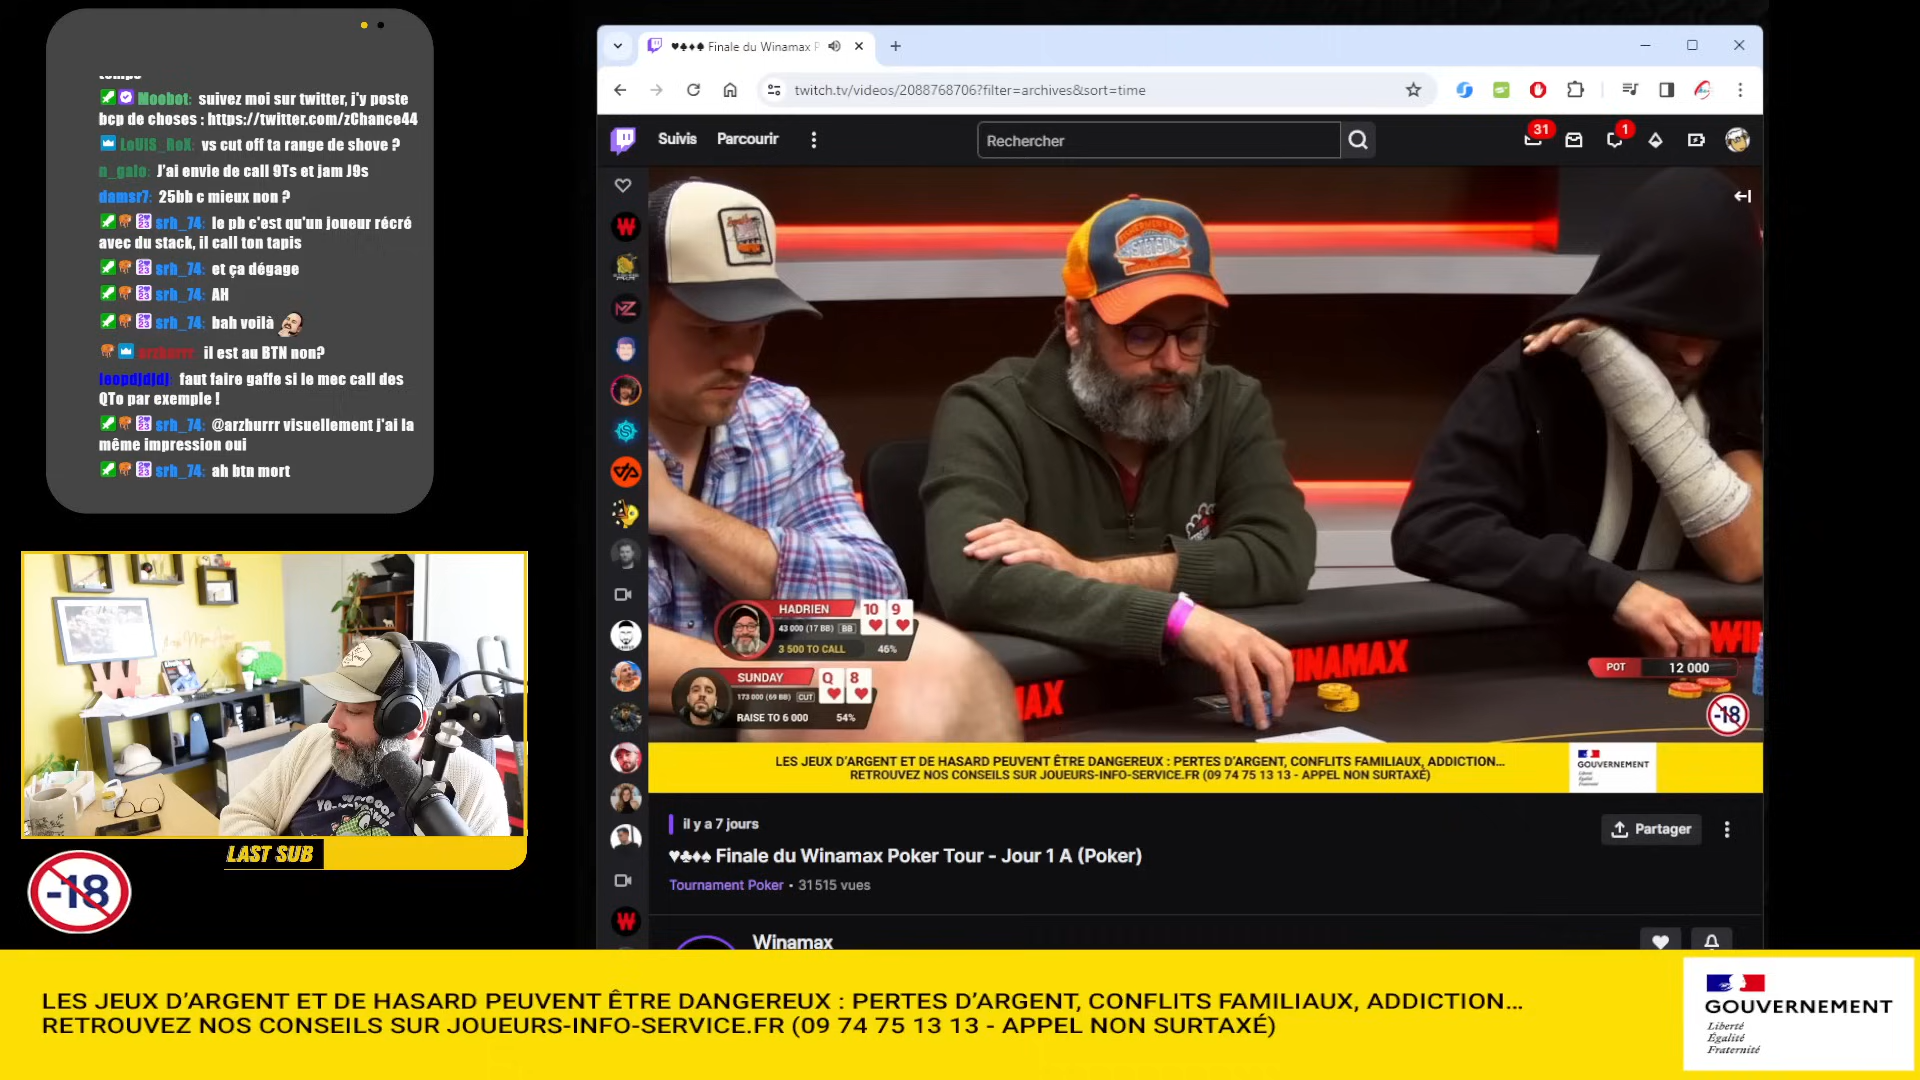 Moobot: suivez moi sur twitter, j'y poste
bcp de choses : https://twitter.com/zChance44
LoUIS_RoX: vs cut off ta range de shove ?
n_galo: J'ai envie de call 9Ts et jam J9s
damsr7: 25bb c mieux non ?
srh_74: le pb c'est qu'un joueur récré
avec du stack, il call ton tapis
srh_74: et ça dégage
srh_74: AH
srh_74: bah voilà
arzhurrr il est au BTN non?
faut faire gaffe si le mec call des
QTo par exemple !
srh_74: @arzhurrr visuellement j'ai la
même impression oui
srh_74: ah btn mort
LAST SUB
-18
♥♣♦♠ Finale du Winamax P
twitch.tv/videos/2088768706?filter=archives&sort=time
Suivis
Parcourir
Rechercher
31
1
HADRIEN
10 9
43 000 (17 BB) BB
3 500 TO CALL
46%
SUNDAY
Q 8
173 000 (69 BB) CUT
RAISE TO 6 000
54%
WINAMAX
POT
12 000
-18
LES JEUX D'ARGENT ET DE HASARD PEUVENT ÊTRE DANGEREUX : PERTES D'ARGENT, CONFLITS FAMILIAUX, ADDICTION...
RETROUVEZ NOS CONSEILS SUR JOUEURS-INFO-SERVICE.FR (09 74 75 13 13 - APPEL NON SURTAXÉ)
GOUVERNEMENT
il y a 7 jours
♥♣♦♠ Finale du Winamax Poker Tour - Jour 1 A (Poker)
Tournament Poker • 31 515 vues
Partager
Winamax
LES JEUX D'ARGENT ET DE HASARD PEUVENT ÊTRE DANGEREUX : PERTES D'ARGENT, CONFLITS FAMILIAUX, ADDICTION...
RETROUVEZ NOS CONSEILS SUR JOUEURS-INFO-SERVICE.FR (09 74 75 13 13 - APPEL NON SURTAXÉ)
GOUVERNEMENT
Liberté
Égalité
Fraternité